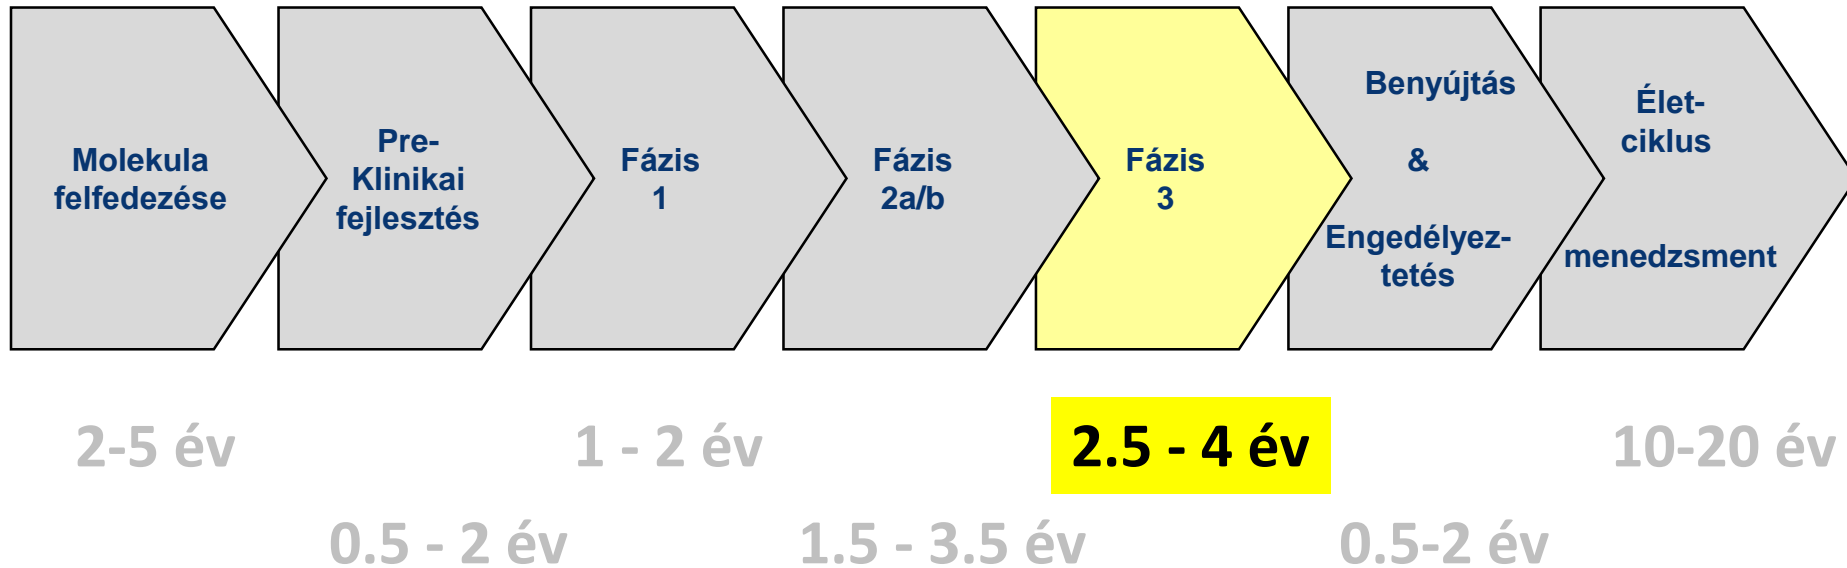 Molekula
felfedezése
Pre-
Klinikai
fejlesztés
Fázis
1
Fázis
2a/b
Fázis
3
Benyújtás
&
Engedélyez-
tetés
Élet-
ciklus
menedzsment
2-5 év
0.5 - 2 év
1 - 2 év
1.5 - 3.5 év
2.5 - 4 év
0.5-2 év
10-20 év